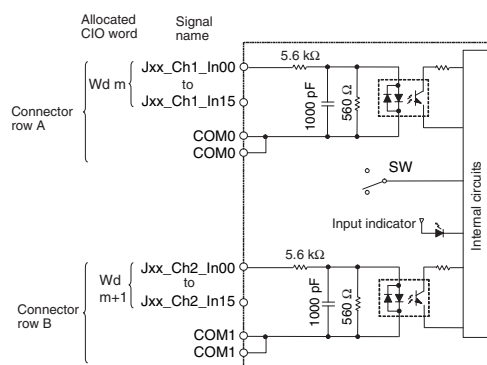 Allocated
CIO word
Signal
name
Connector
row A
Wd m
Jxx_Ch1_In00
to
Jxx_Ch1_In15
COM0
COM0
5.6 kΩ
1000 pF
560 Ω
SW
Input indicator
Internal circuits
Connector
row B
Wd
m+1
Jxx_Ch2_In00
to
Jxx_Ch2_In15
COM1
COM1
5.6 kΩ
1000 pF
560 Ω